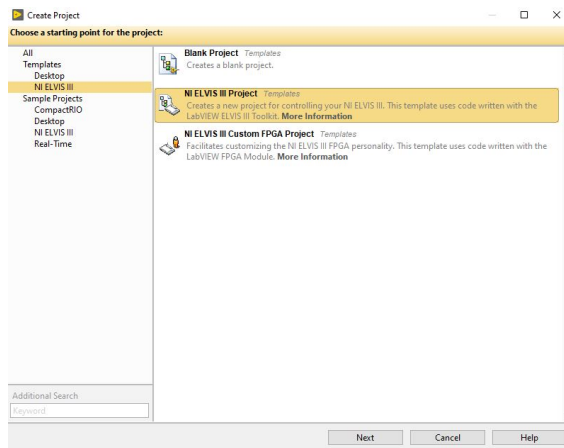 Create Project
Choose a starting point for the project:
All
Templates
Desktop
NI ELVIS III
Sample Projects
CompactRIO
Desktop
NI ELVIS III
Real-Time
Blank Project Templates
Creates a blank project.
NI ELVIS III Project Templates
Creates a new project for controlling your NI ELVIS III. This template uses code written with the
LabVIEW ELVIS III Toolkit. More Information
NI ELVIS III Custom FPGA Project Templates
Facilitates customizing the NI ELVIS III FPGA personality. This template uses code written with the
LabVIEW FPGA Module. More Information
Additional Search
Keyword
Next
Cancel
Help